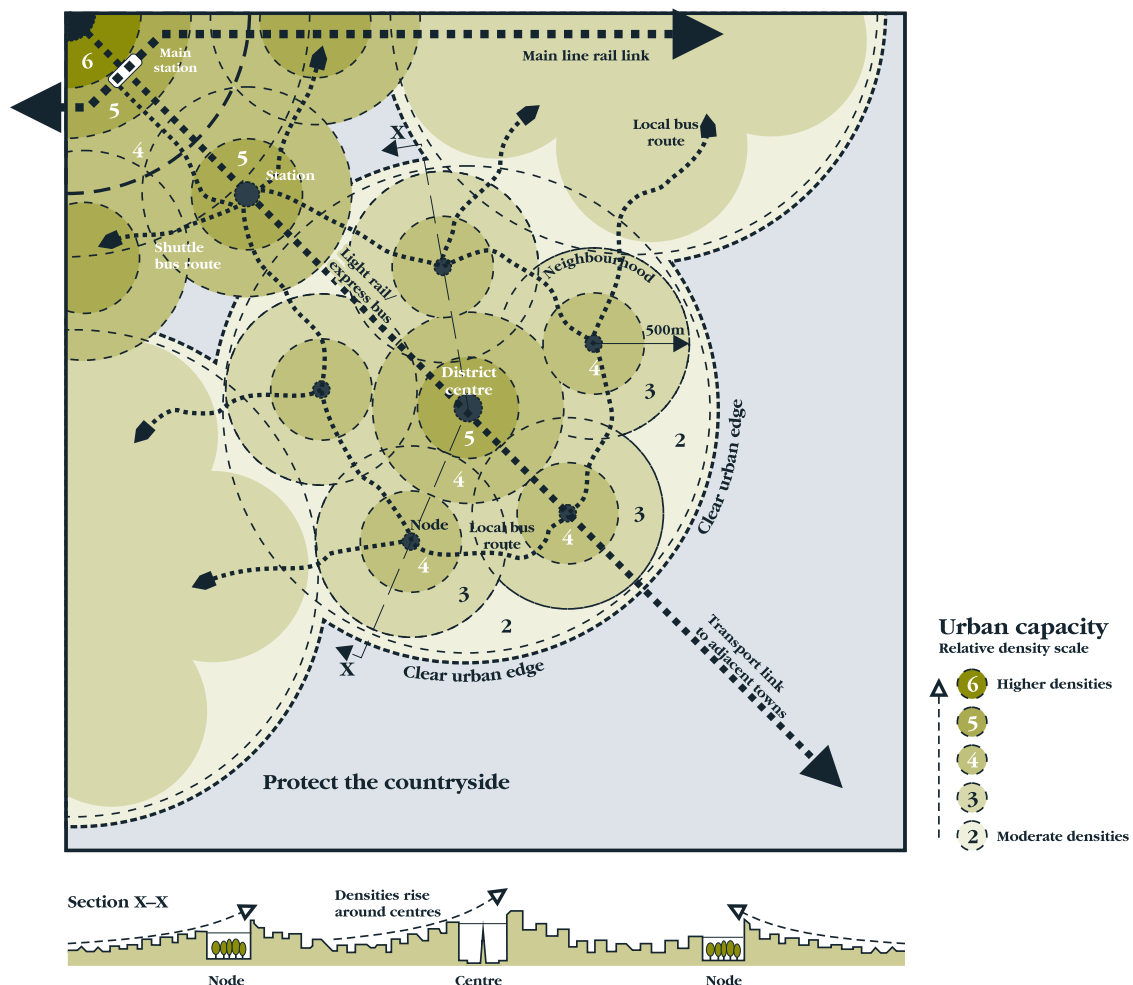 6
Main
station
Main line rail link
5
4
X
Local bus
route
5
Station
Shuttle
bus route
Light rail/
express bus
Neighbourhood
500m
District
centre
4
3
5
2
4
Clear urban edge
Node
Local bus
route
3
4
4
3
2
X
Clear urban edge
Transport link
to adjacent towns
Protect the countryside
Urban capacity
Relative density scale
6 Higher densities
5
4
3
2 Moderate densities
Section X–X
Densities rise
around centres
Node
Centre
Node